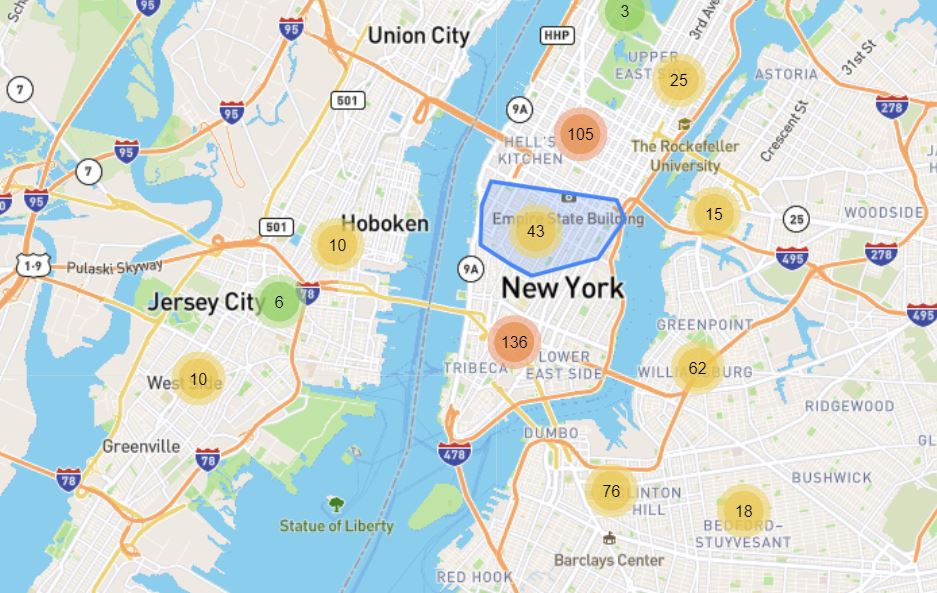 95
3
3rd Ave
Union City
HHP
31st St
UPPER
EAST S
25
ASTORIA
7
501
9A
278
95
105
HELL'S
KITCHEN
The Rockefeller
University
Crescent St
95
7
95
501
Hoboken
10
Empire State Building
43
15
25
WOODSIDE
1-9
Pulaski Skyway
9A
495
278
Jersey City
6
78
New York
495
GREENPOINT
136
TRIBECA
LOWER
EAST SIDE
62
WILLI
BURG
West Side
10
RIDGEWOOD
Greenville
DUMBO
78
478
78
BUSHWICK
76
LINTON
HILL
18
BEDFORD-
STUYVESANT
Statue of Liberty
Barclays Center
RED HOOK